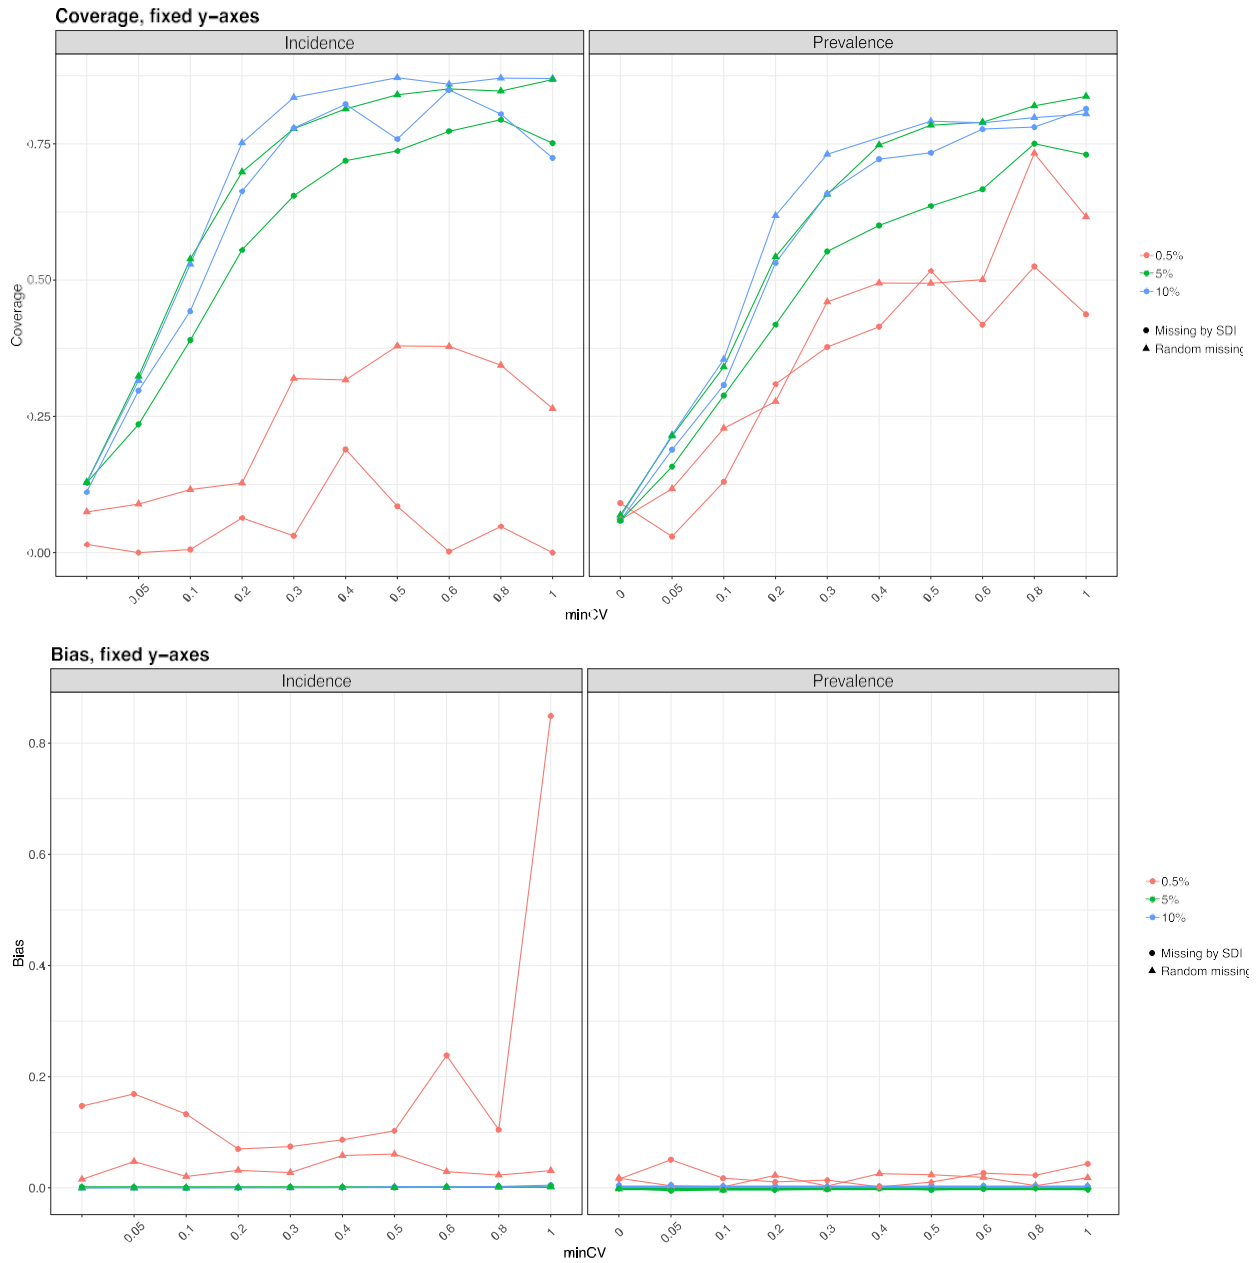 Coverage, fixed y-axes
Incidence
Prevalence
Coverage
0.75
0.50
0.25
0.00
0.05 0.1 0.2 0.3 0.4 0.5 0.6 0.8 1
0 0.05 0.1 0.2 0.3 0.4 0.5 0.6 0.8 1
minCV
0.5%
5%
10%
Missing by SDI
Random missing
Bias, fixed y-axes
Incidence
Prevalence
Bias
0.8
0.6
0.4
0.2
0.0
0.05 0.1 0.2 0.3 0.4 0.5 0.6 0.8 1
0 0.05 0.1 0.2 0.3 0.4 0.5 0.6 0.8 1
minCV
0.5%
5%
10%
Missing by SDI
Random missing